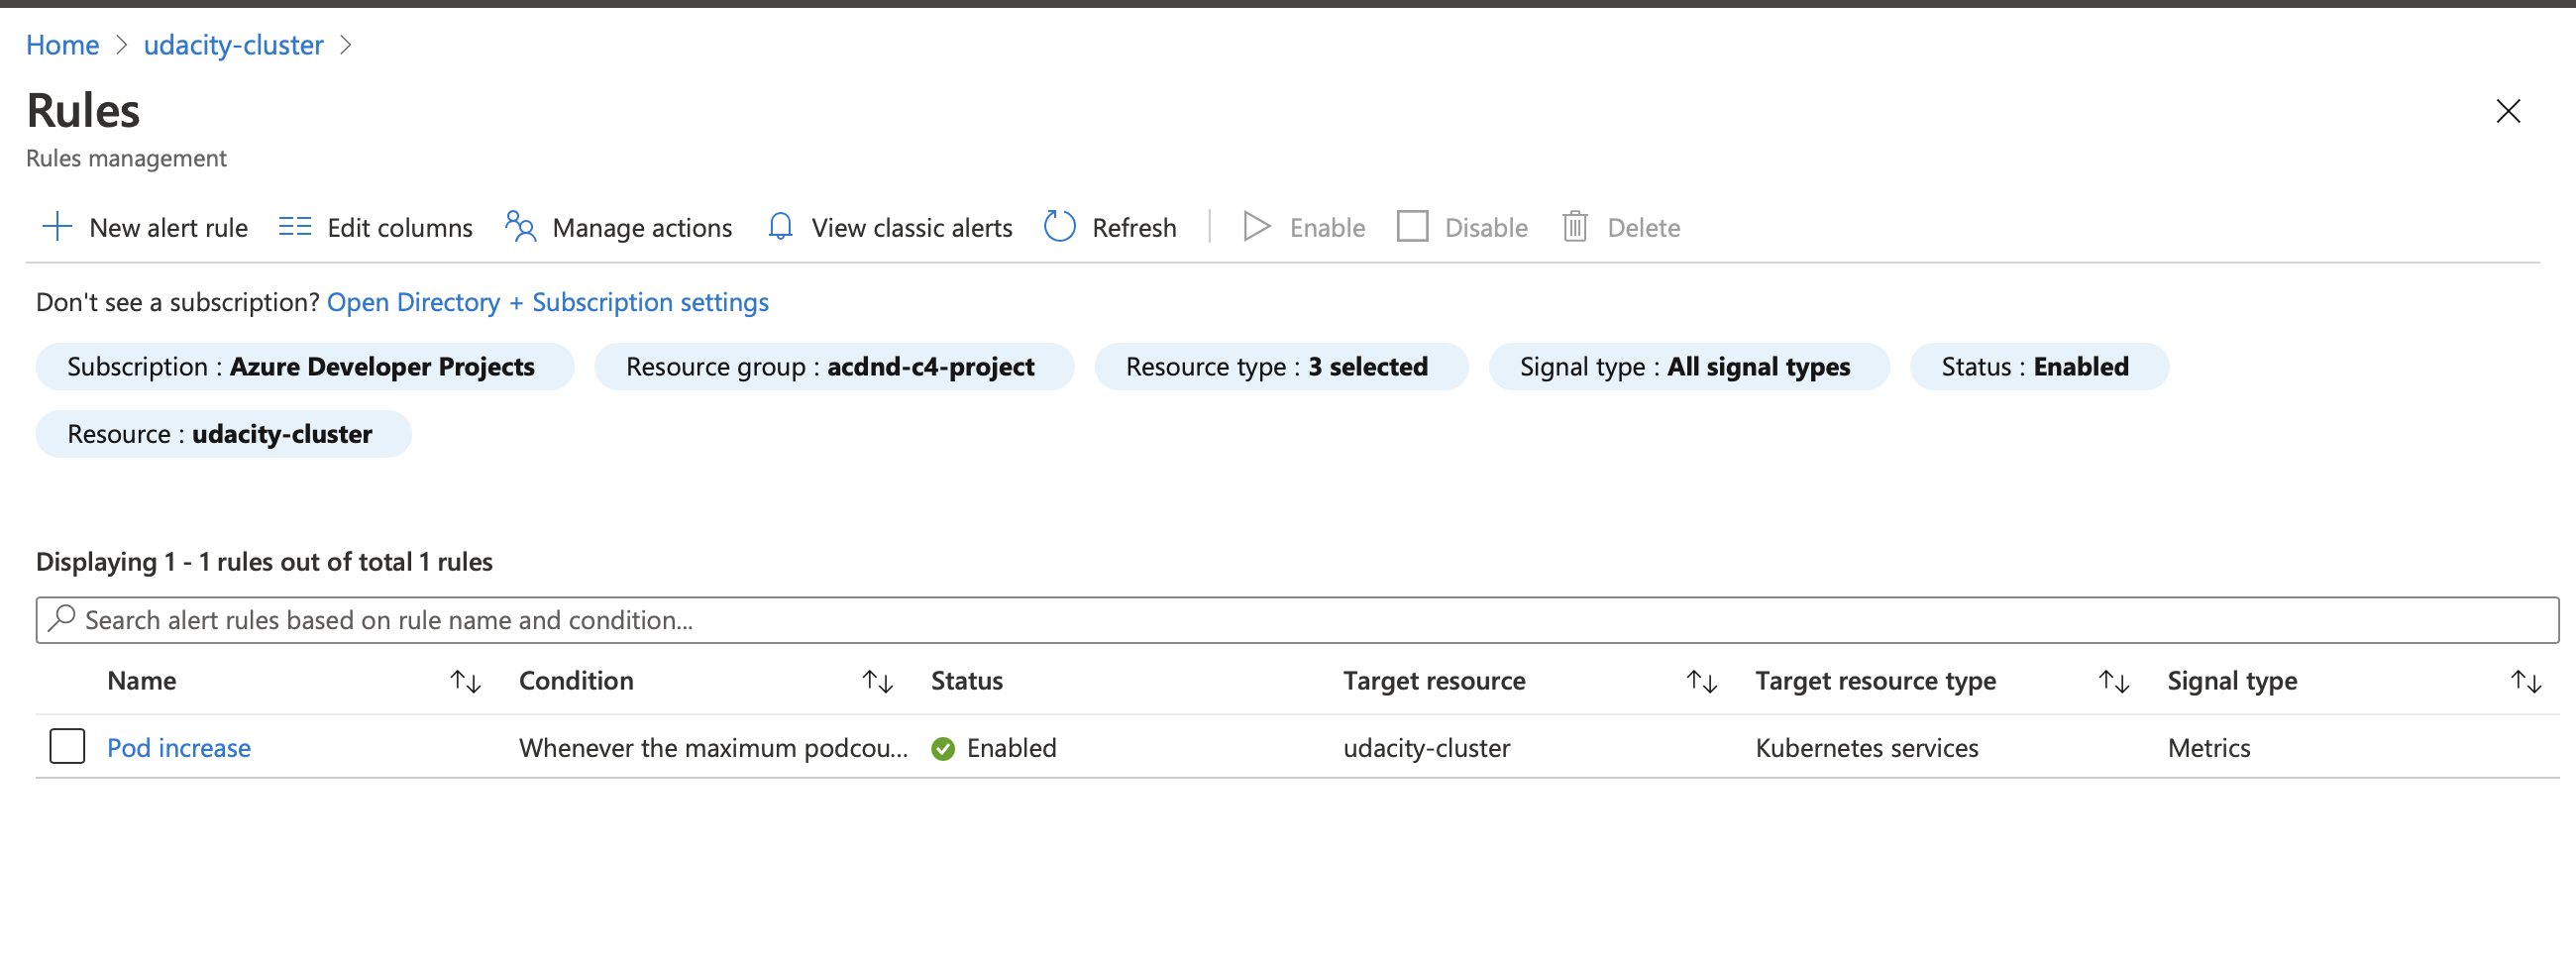 Home > udacity-cluster >
Rules
Rules management
New alert rule Edit columns Manage actions View classic alerts Refresh Enable Disable Delete
Don't see a subscription? Open Directory + Subscription settings
Subscription : Azure Developer Projects Resource group : acdnd-c4-project Resource type : 3 selected Signal type : All signal types Status : Enabled
Resource : udacity-cluster
Displaying 1 - 1 rules out of total 1 rules
Search alert rules based on rule name and condition...
Name Condition Status Target resource Target resource type Signal type
Pod increase Whenever the maximum podcou... Enabled udacity-cluster Kubernetes services Metrics